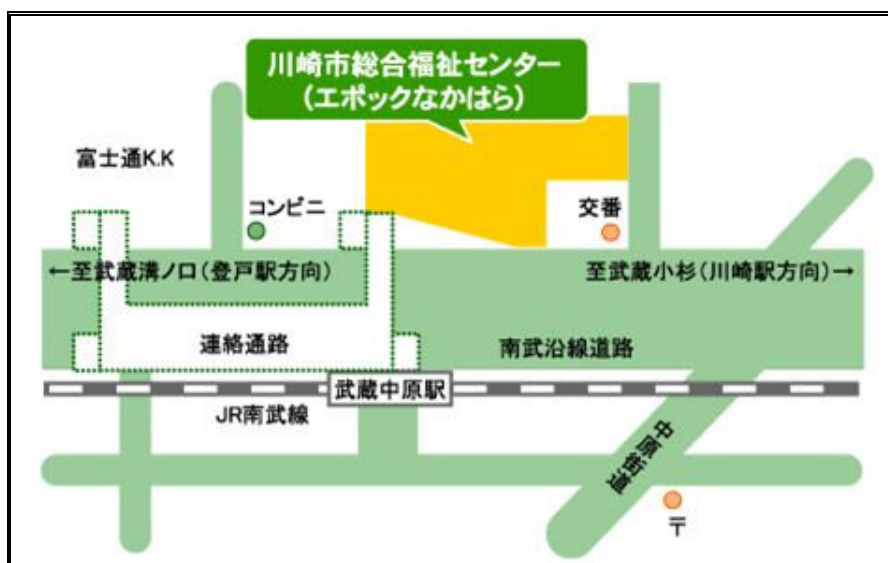 川崎市総合福祉センター
(エポックなかはら)
富士通K.K
コンビニ
交番
←至武蔵溝ノ口(登戸駅方向)
至武蔵小杉(川崎駅方向)→
連絡通路
南武沿線道路
武蔵中原駅
JR南武線
中原街道
〒